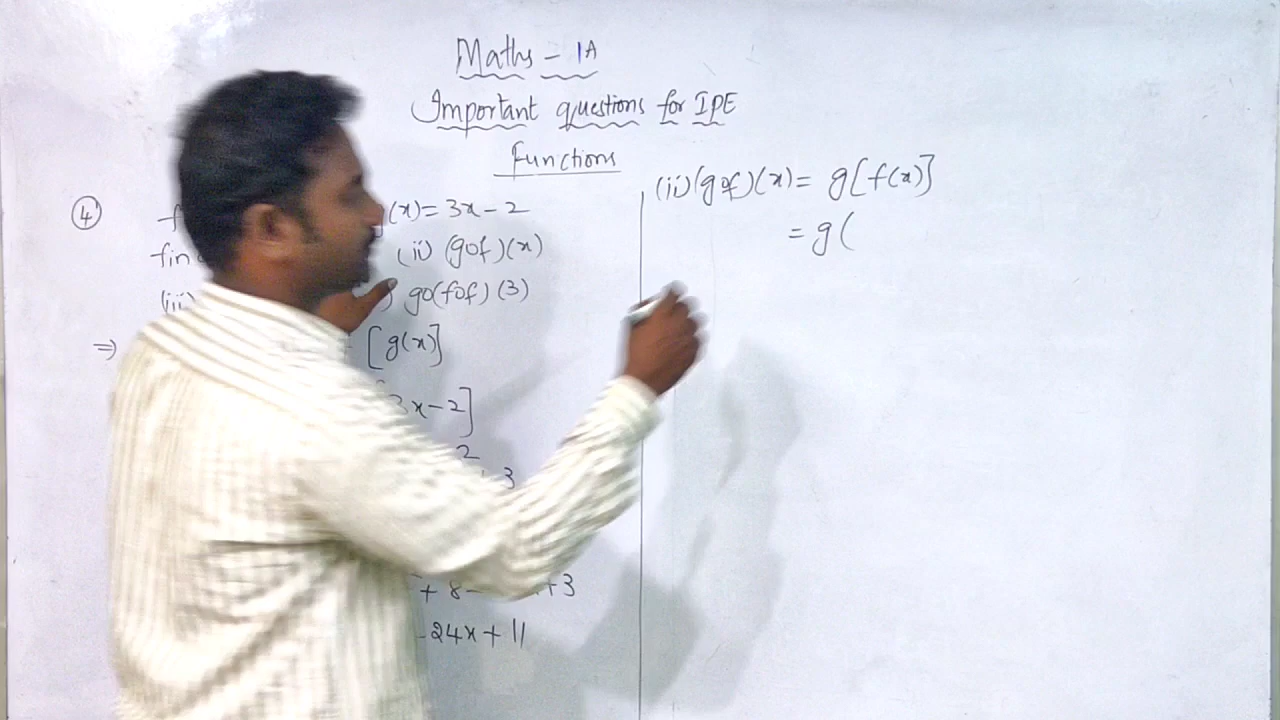 Maths - 1A
Important questions for IPE
Functions
④ (x) = 3x - 2
(ii) (gof)(x)
(iii) go(fof)(3)
⇒ [g(x)]
3x - 2]
2
+ 3
+ 8 - +3
- 24x + 11
(ii) (gof)(x) = g[f(x)]
= g(